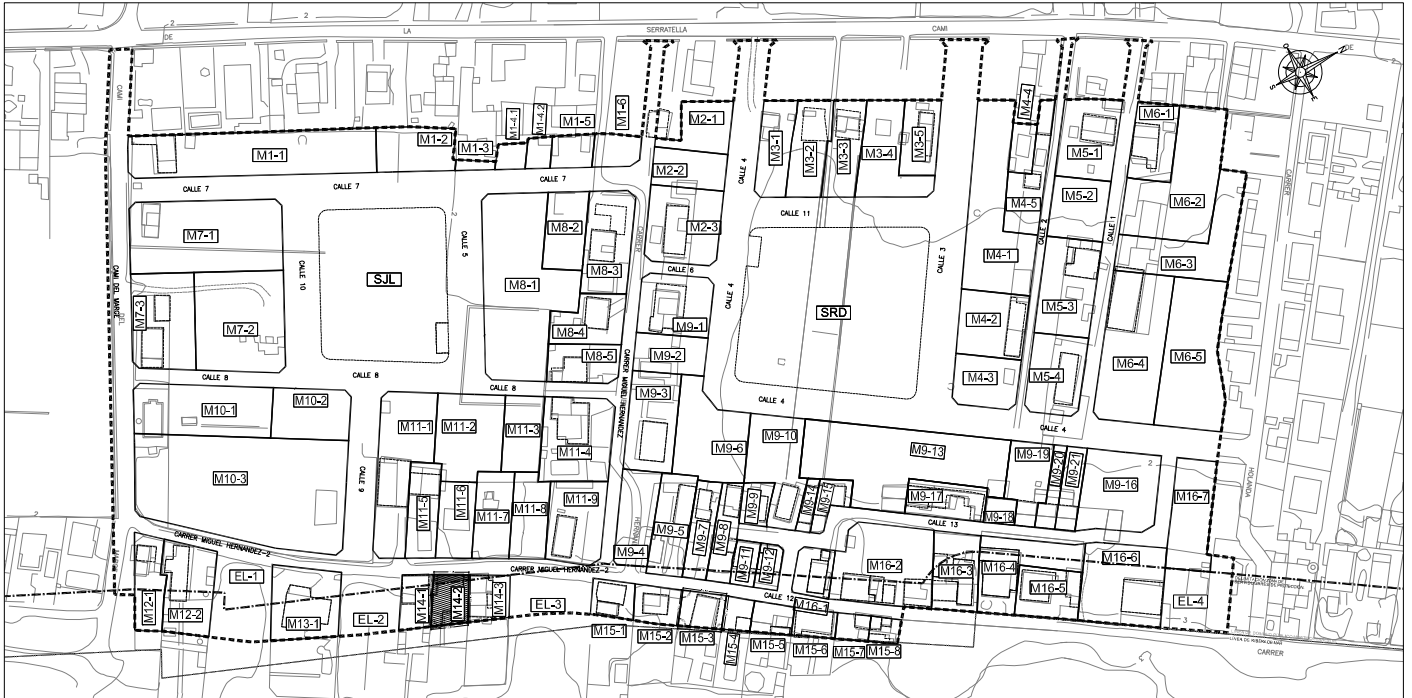 2
2
DE
LA
SERRATELLA
CAMI
DE
N
S
CAMI
M1-4.1
M1-4.2
M1-5
M1-6
M2-1
M4-4
M6-1
M1-2
M1-3
M1-1
M3-1
M3-2
M3-3
M3-4
M3-5
M5-1
M2-2
CALLE 4
CALLE 7
CALLE 7
CALLE 7
M5-2
M6-2
CARRER
M4-5
CALLE 11
2
M7-1
M8-2
M2-3
CALLE 2
CALLE 1
CALLE 5
CARRER
M8-3
M4-1
CALLE 3
M6-3
CALLE 6
CAMI DEL MARGE
DEL
CALLE 10
SJL
M8-1
CALLE 4
M7-3
M5-3
SRD
M9-1
M4-2
M7-2
M8-4
M8-5
M9-2
M6-4
M6-5
M4-3
M5-4
CALLE 8
CALLE 8
CALLE 8
CARRER MIGUEL HERNANDEZ
M9-3
CALLE 4
CALLE 4
M10-1
M10-2
M11-1
M11-2
M11-3
M11-4
M9-6
M9-10
M9-13
M9-19
M9-20
M9-21
M10-3
CALLE 9
2
M9-16
M16-7
HOLANDA
M11-5
M11-6
M11-7
M11-8
M11-9
M9-5
M9-7
M9-8
M9-9
M9-14
M9-15
M9-17
M9-18
CALLE 13
2
CARRER MIGUEL HERNANDEZ-2
M9-4
CARRER MIGUEL HERNANDEZ-2
M9-11
M9-12
M16-2
M16-3
M16-4
M16-5
M16-6
EL-1
M12-1
M12-2
M13-1
EL-2
M14-1
M14-2
M14-3
EL-3
CALLE 12
M16-1
EL-4
M15-1
M15-2
M15-3
M15-4
M15-5
M15-6
M15-7
M15-8
3
LINEA DE RIBERA DE MAR
CARRER